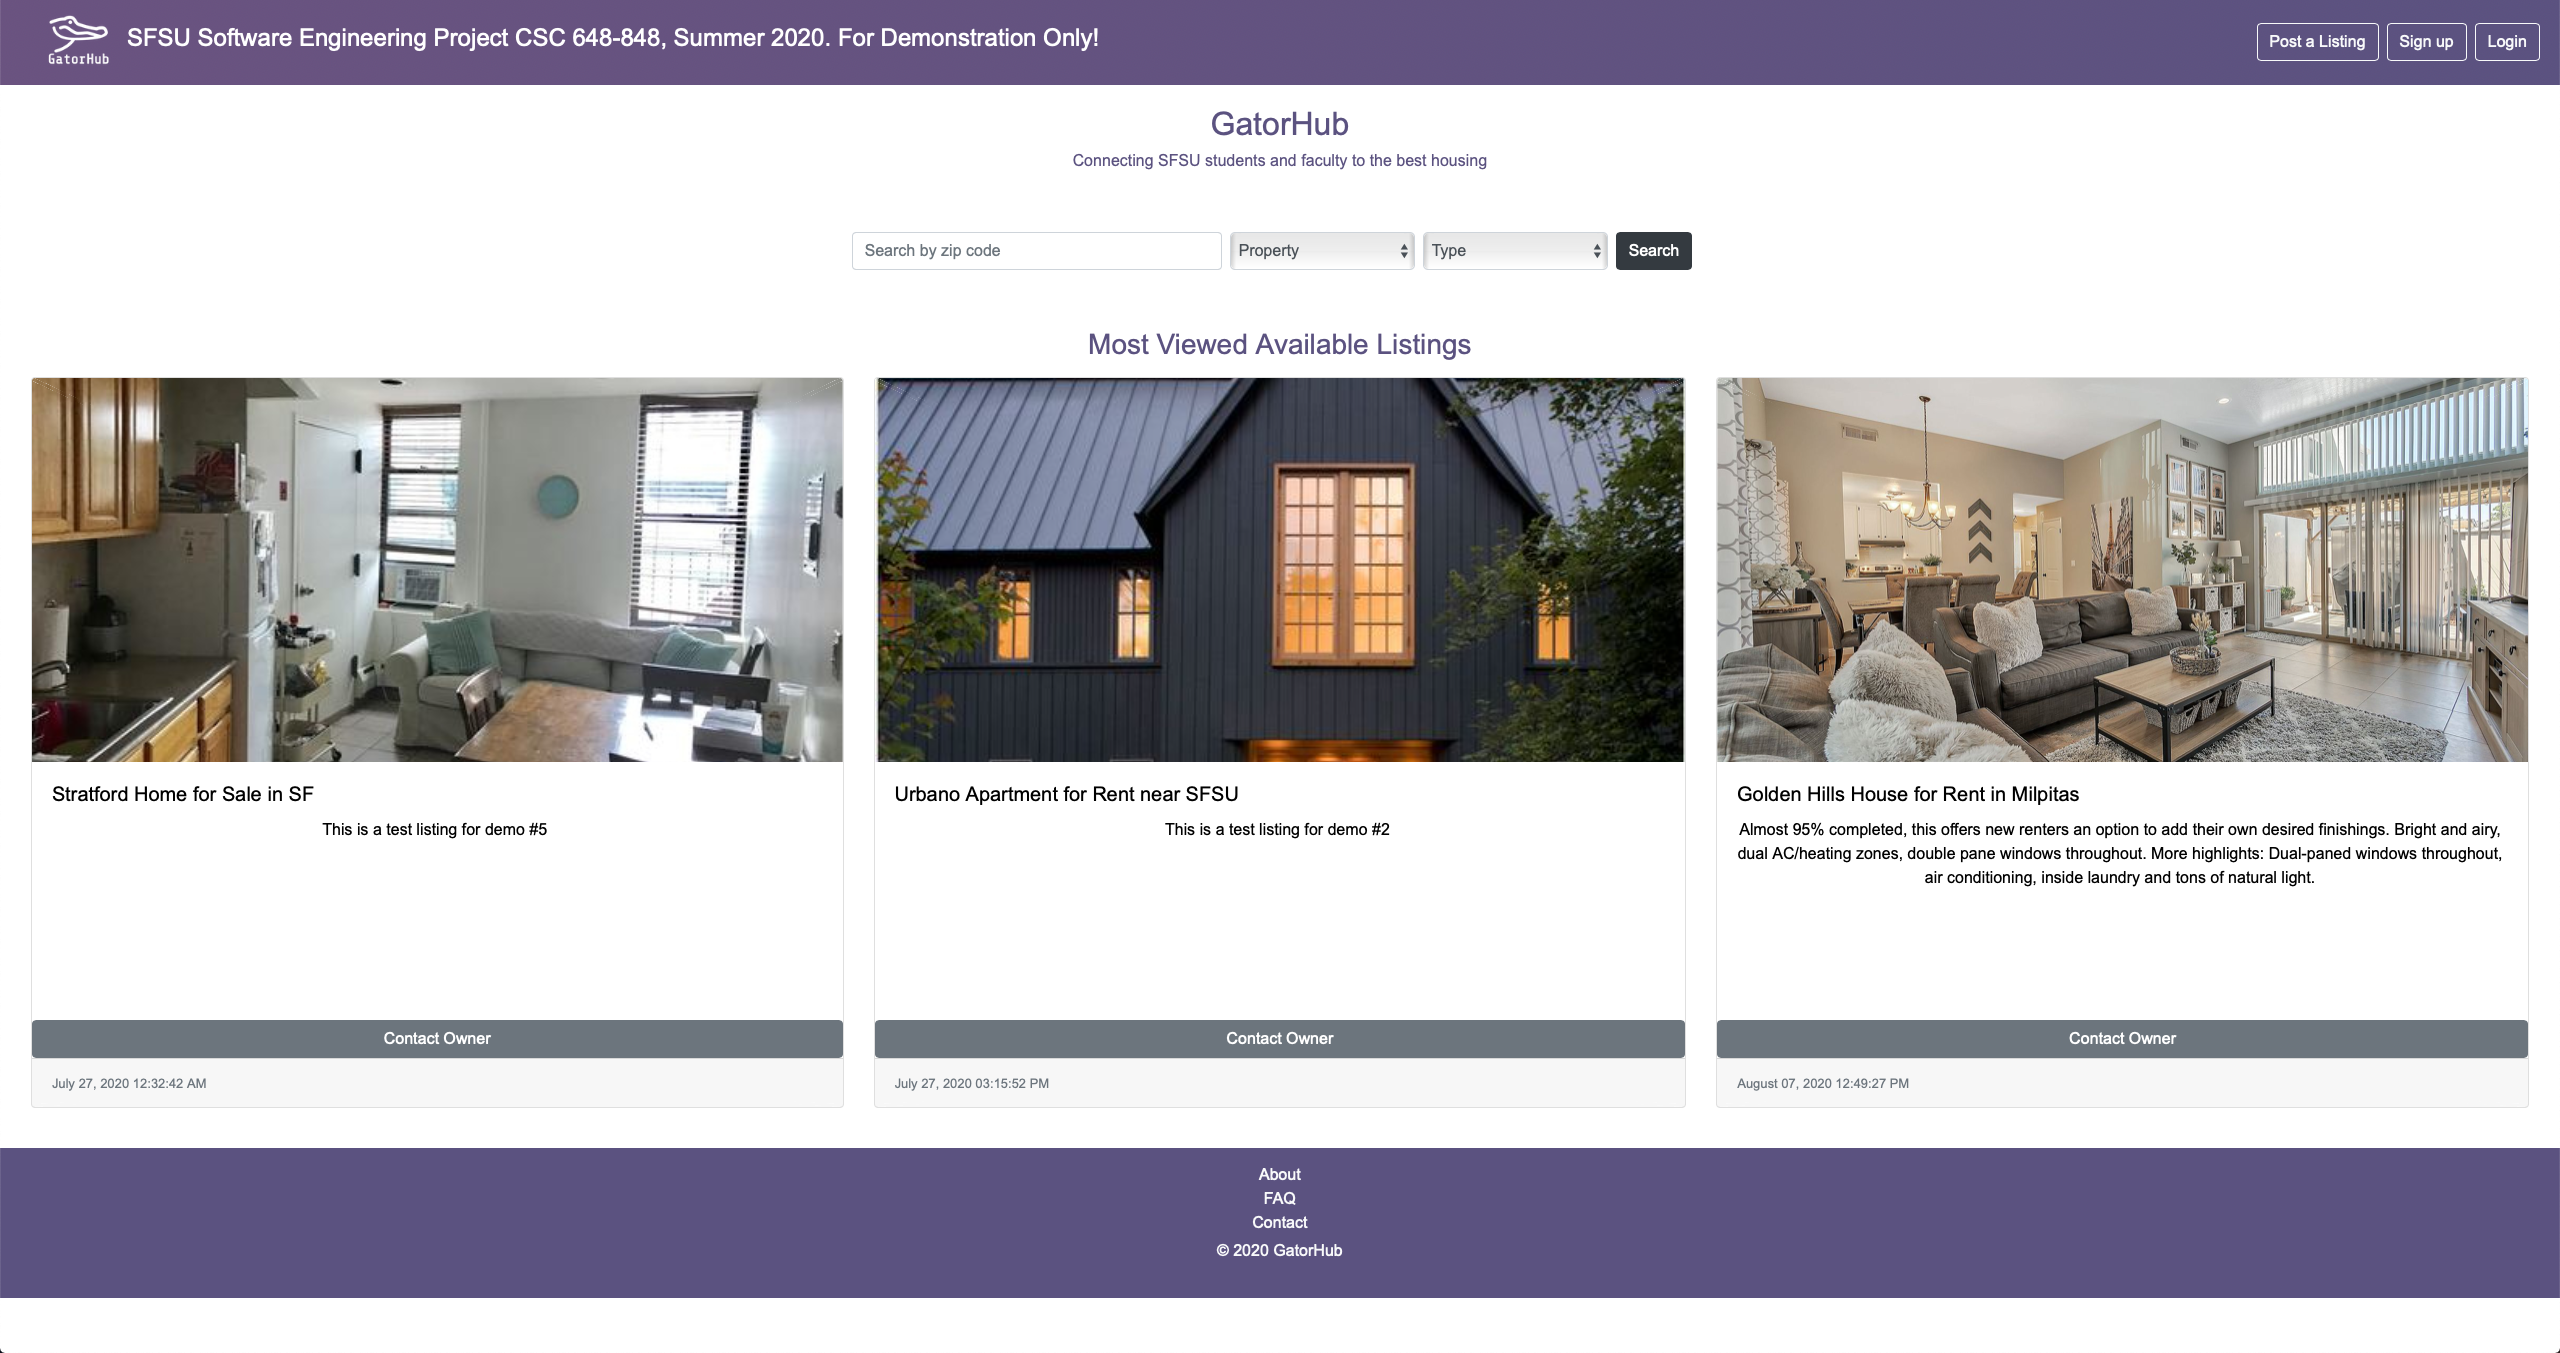 GatorHub
SFSU Software Engineering Project CSC 648-848, Summer 2020. For Demonstration Only!
Post a Listing
Sign up
Login
GatorHub
Connecting SFSU students and faculty to the best housing
Search by zip code
Property
Type
Search
Most Viewed Available Listings
Stratford Home for Sale in SF
This is a test listing for demo #5
Contact Owner
July 27, 2020 12:32:42 AM
Urbano Apartment for Rent near SFSU
This is a test listing for demo #2
Contact Owner
July 27, 2020 03:15:52 PM
Golden Hills House for Rent in Milpitas
Almost 95% completed, this offers new renters an option to add their own desired finishings. Bright and airy,
dual AC/heating zones, double pane windows throughout. More highlights: Dual-paned windows throughout,
air conditioning, inside laundry and tons of natural light.
Contact Owner
August 07, 2020 12:49:27 PM
About
FAQ
Contact
© 2020 GatorHub